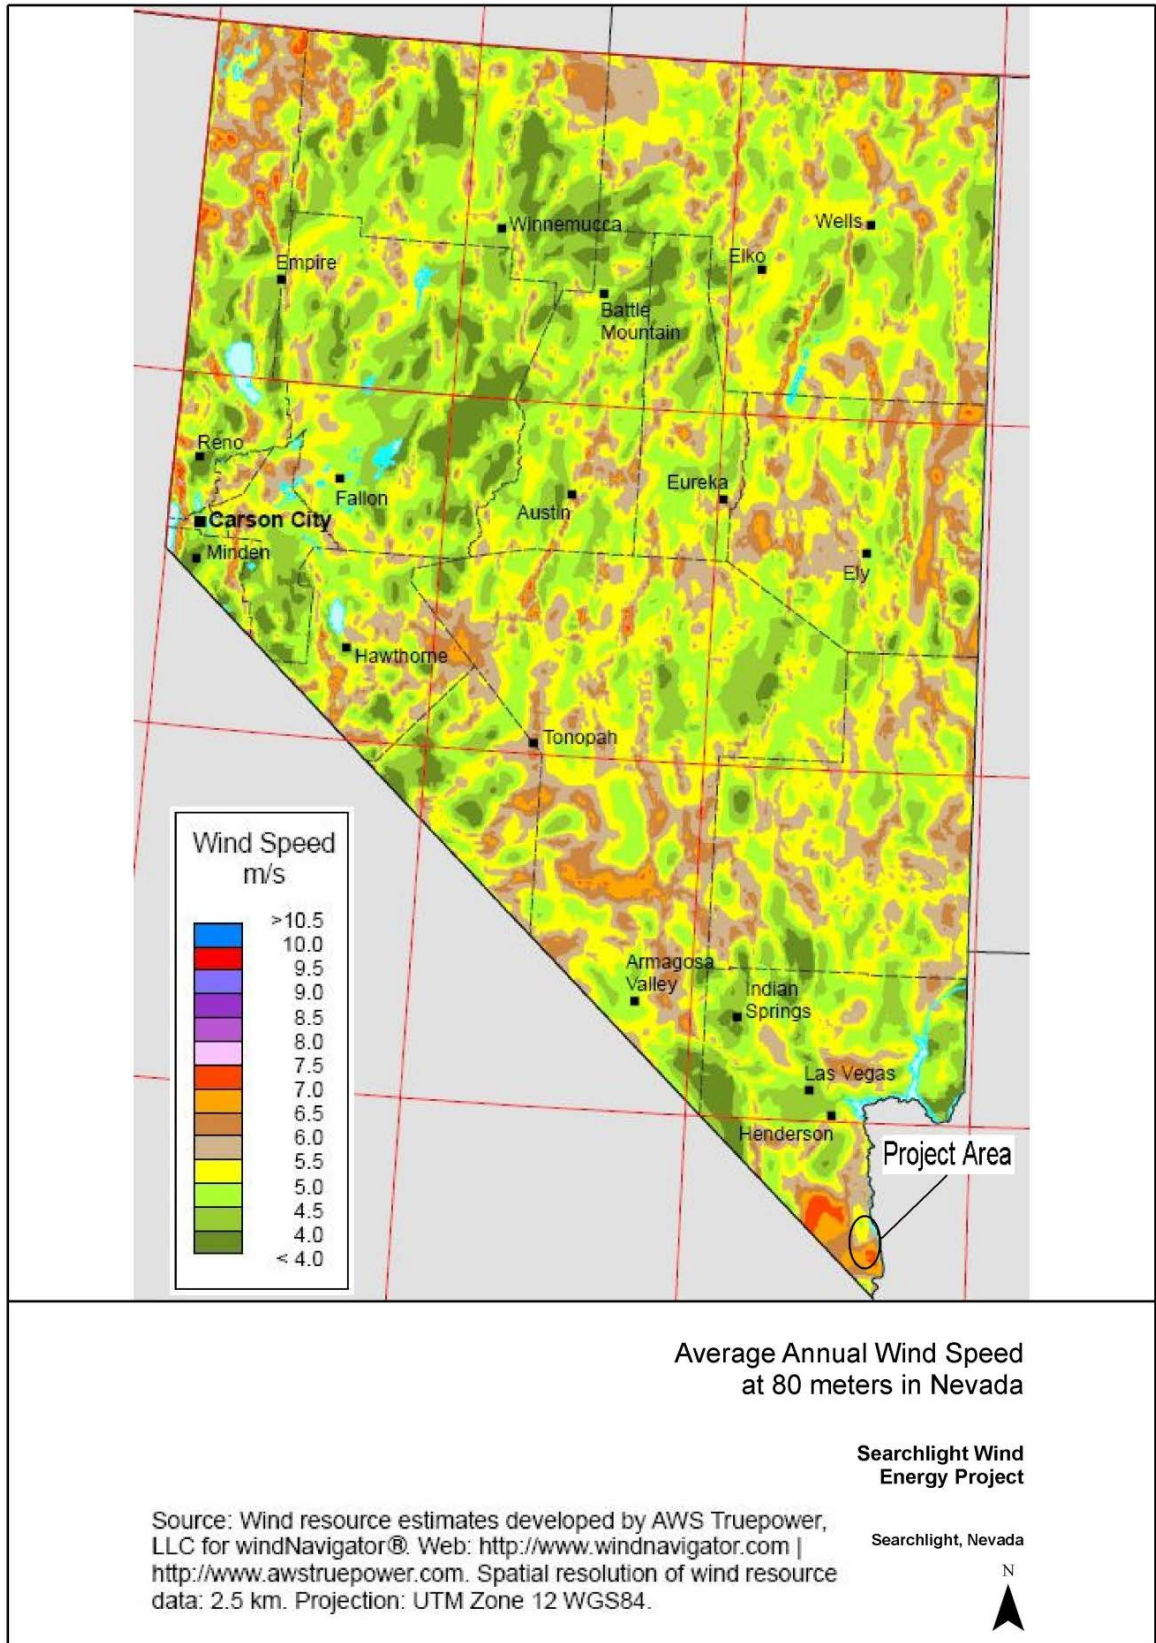 Winnemucca
Wells
Elko
Empire
Battle
Mountain
Reno
Fallon
Eureka
Austin
Carson City
Minden
Ely
Hawthorne
Tonopah
Wind Speed
m/s
>10.5
10.0
9.5
9.0
8.5
8.0
7.5
7.0
6.5
6.0
5.5
5.0
4.5
4.0
< 4.0
Armagosa
Valley
Indian
Springs
Las Vegas
Henderson
Project Area
Average Annual Wind Speed
at 80 meters in Nevada
Searchlight Wind
Energy Project
Source: Wind resource estimates developed by AWS Truepower,
LLC for windNavigator®. Web: http://www.windnavigator.com |
http://www.awstruepower.com. Spatial resolution of wind resource
data: 2.5 km. Projection: UTM Zone 12 WGS84.
Searchlight, Nevada
N